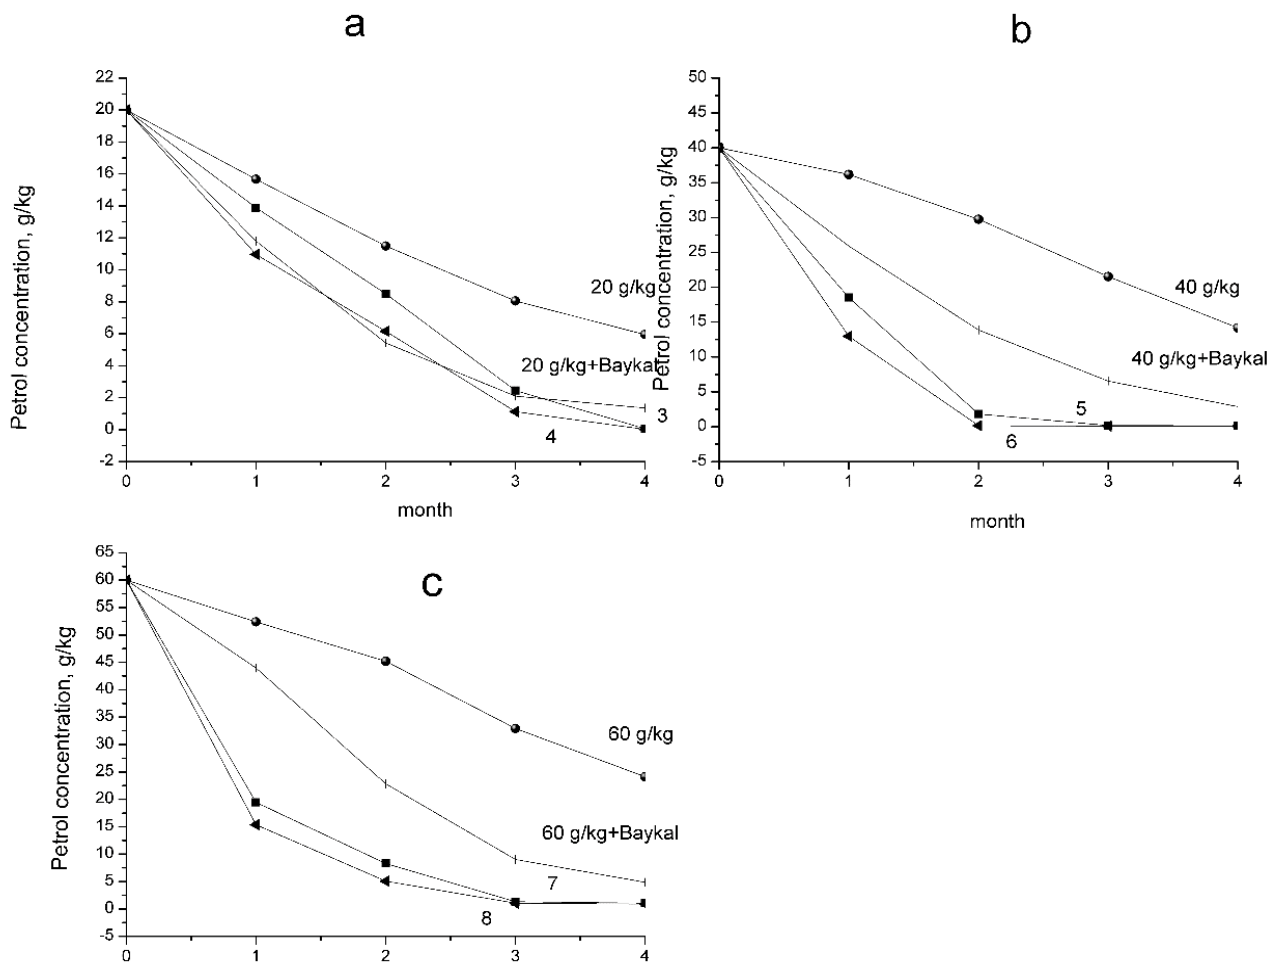 a
22
20
18
16
14
12
10
8
6
4
2
0
-2
Petrol concentration, g/kg
20 g/kg
20 g/kg+Baykal
3
4
0 1 2 3 4
month
b
50
45
40
35
30
25
20
15
10
5
0
-5
Petrol concentration, g/kg
40 g/kg
40 g/kg+Baykal
5
6
0 1 2 3 4
month
c
65
60
55
50
45
40
35
30
25
20
15
10
5
0
-5
Petrol concentration, g/kg
60 g/kg
60 g/kg+Baykal
7
8
0 1 2 3 4